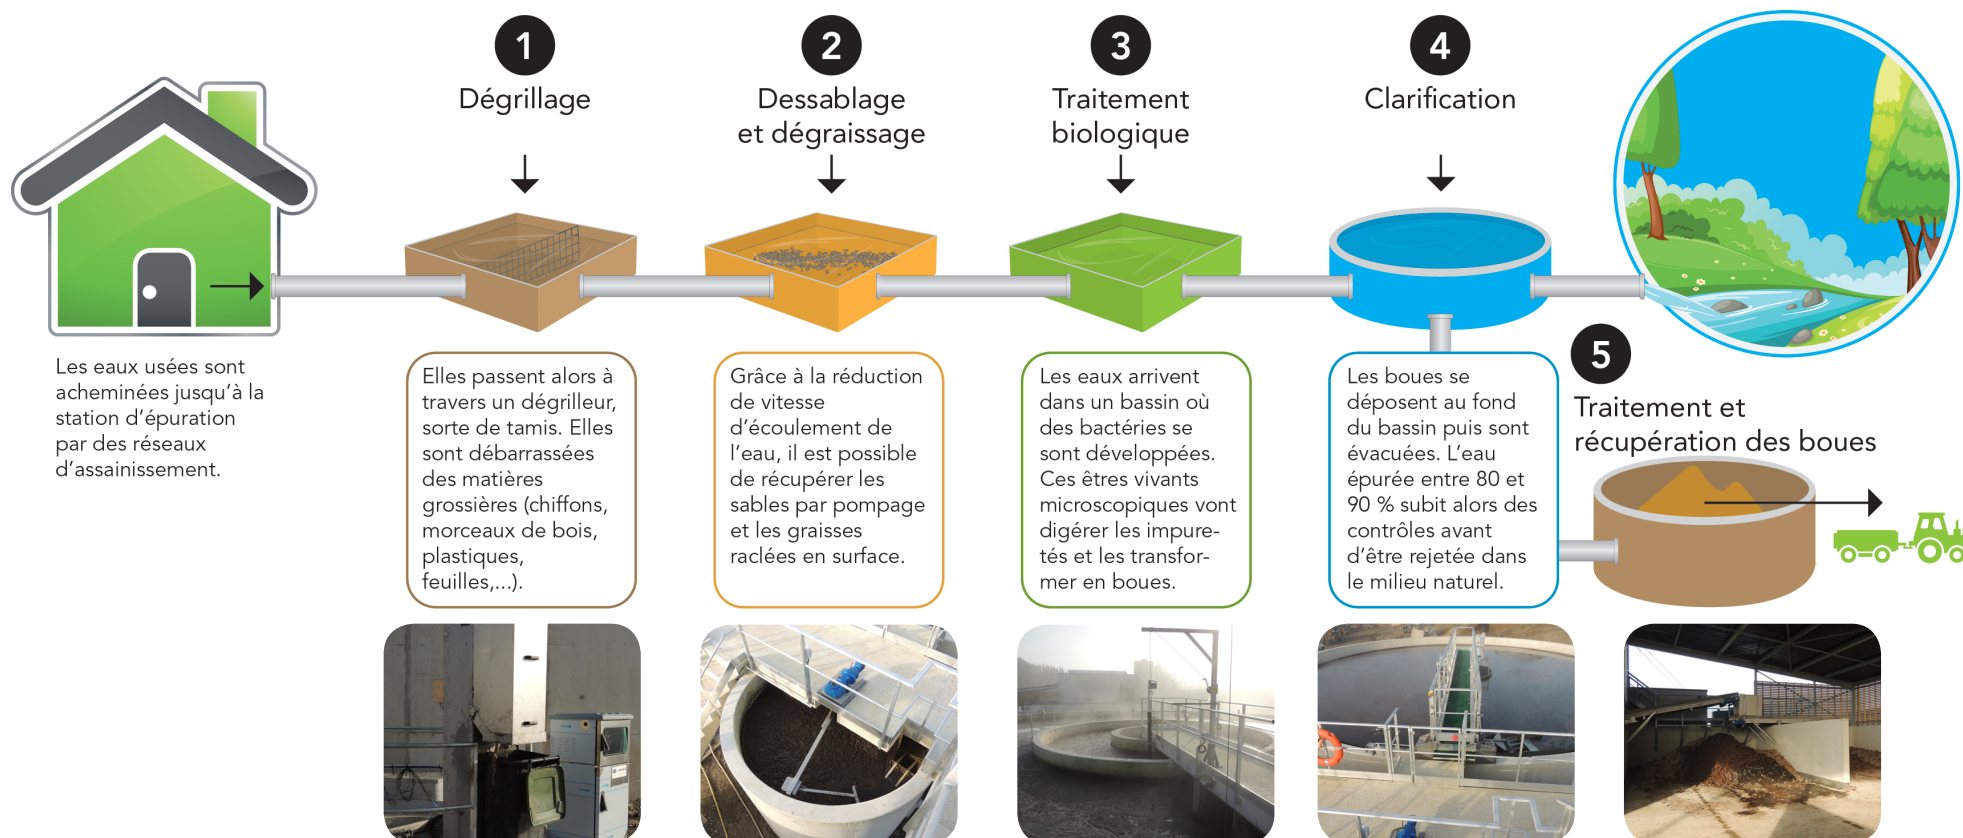 1
Dégrillage
2
Dessablage
et dégraissage
3
Traitement
biologique
4
Clarification
Les eaux usées sont
acheminées jusqu’à la
station d’épuration
par des réseaux
d’assainissement.
Elles passent alors à
travers un dégrilleur,
sorte de tamis. Elles
sont débarrassées
des matières
grossières (chiffons,
morceaux de bois,
plastiques,
feuilles,...).
Grâce à la réduction
de vitesse
d’écoulement de
l’eau, il est possible
de récupérer les
sables par pompage
et les graisses
raclées en surface.
Les eaux arrivent
dans un bassin où
des bactéries se
sont développées.
Ces êtres vivants
microscopiques vont
digérer les impure-
tés et les transfor-
mer en boues.
Les boues se
déposent au fond
du bassin puis sont
évacuées. L’eau
épurée entre 80 et
90 % subit alors des
contrôles avant
d’être rejetée dans
le milieu naturel.
5
Traitement et
récupération des boues